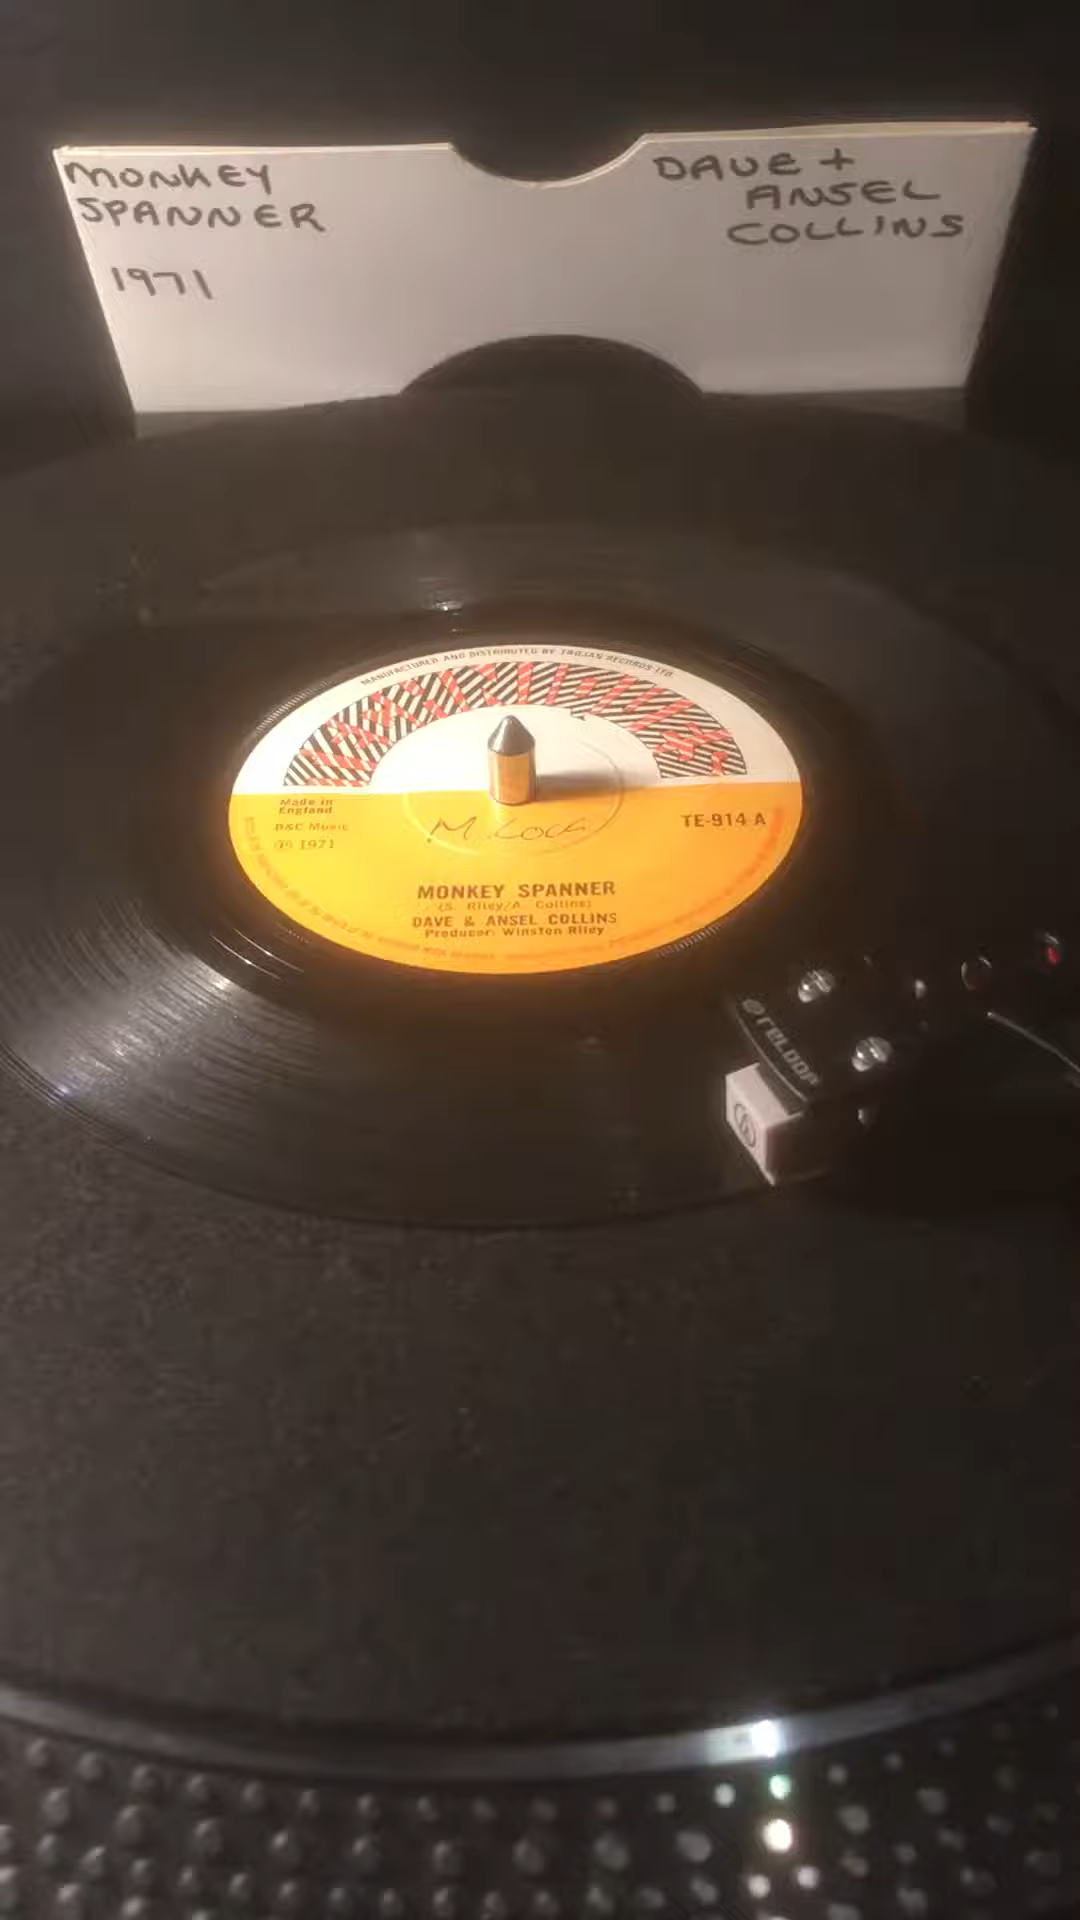 MONKEY
SPANNER
1971
DAVE +
ANSEL
COLLINS
MANUFACTURED AND DISTRIBUTED BY TROJAN RECORDS LTD.
Made in
England
B&C Music
℗ 1971
TE-914 A
MONKEY SPANNER
(S. Riley/A. Collins)
DAVE & ANSEL COLLINS
Producer: Winston Riley
reloop